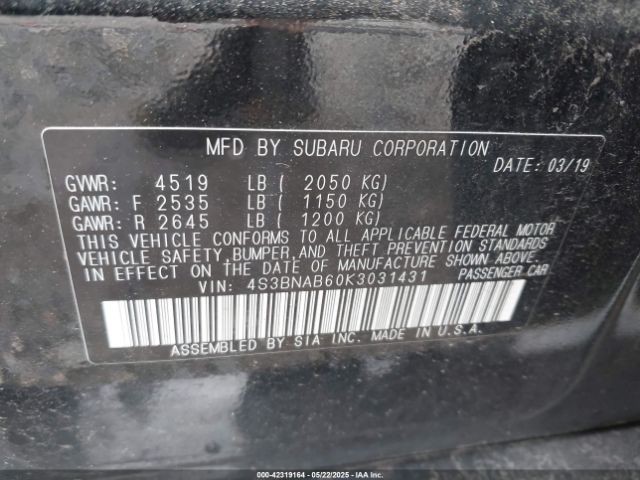 MFD BY SUBARU CORPORATION
DATE: 03/19
GVWR: 4519 LB ( 2050 KG)
GAWR: F 2535 LB ( 1150 KG)
GAWR: R 2645 LB ( 1200 KG)
THIS VEHICLE CONFORMS TO ALL APPLICABLE FEDERAL MOTOR
VEHICLE SAFETY, BUMPER, AND THEFT PREVENTION STANDARDS
IN EFFECT ON THE DATE OF MANUFACTURE SHOWN ABOVE.
VIN: 4S3BNAB60K3031431 PASSENGER CAR
ASSEMBLED BY SIA INC. MADE IN U.S.A.
000-42319164 - 05/22/2025 - IAAI.COM